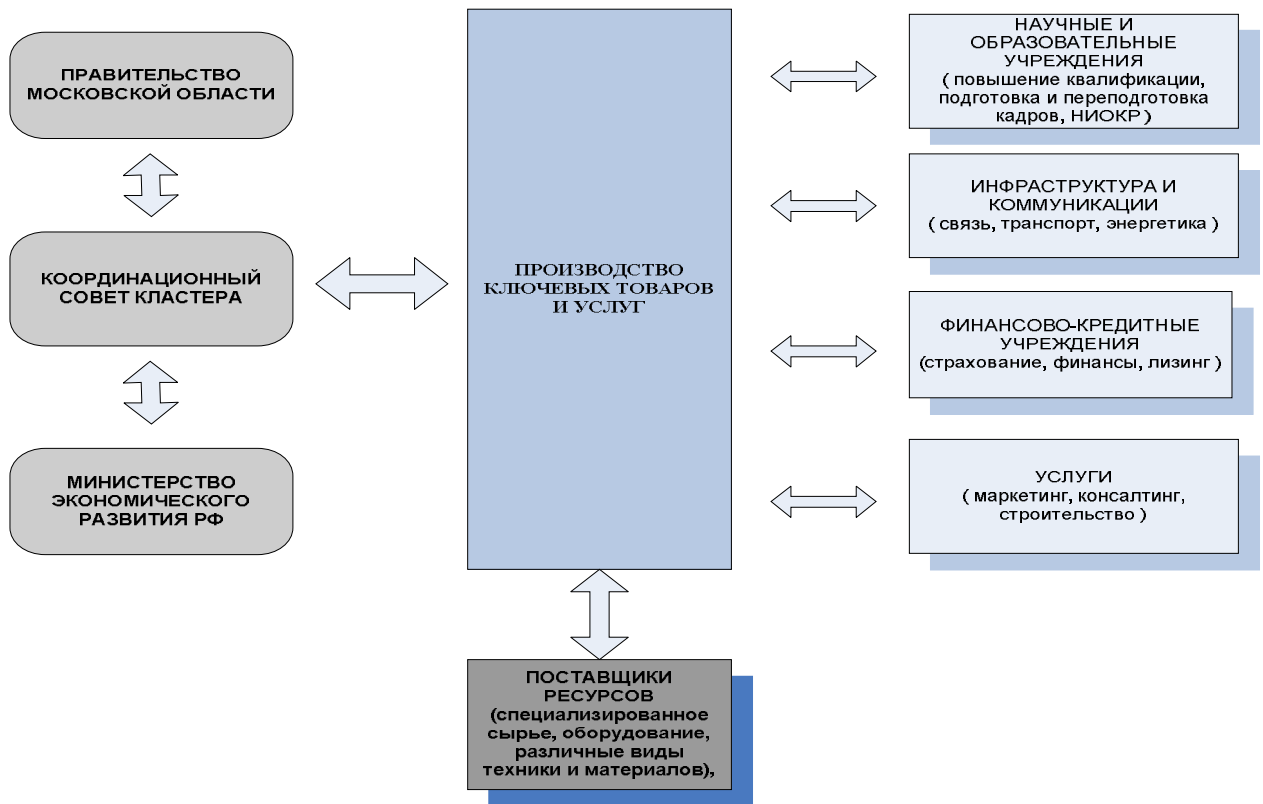 ПРАВИТЕЛЬСТВО
МОСКОВСКОЙ ОБЛАСТИ
КООРДИНАЦИОННЫЙ
СОВЕТ КЛАСТЕРА
МИНИСТЕРСТВО
ЭКОНОМИЧЕСКОГО
РАЗВИТИЯ РФ
ПРОИЗВОДСТВО
КЛЮЧЕВЫХ ТОВАРОВ
И УСЛУГ
ПОСТАВЩИКИ
РЕСУРСОВ
(специализированное
сырье, оборудование,
различные виды
техники и материалов),
НАУЧНЫЕ И
ОБРАЗОВАТЕЛЬНЫЕ
УЧРЕЖДЕНИЯ
( повышение квалификации,
подготовка и переподготовка
кадров, НИОКР )
ИНФРАСТРУКТУРА И
КОММУНИКАЦИИ
( связь, транспорт, энергетика )
ФИНАНСОВО-КРЕДИТНЫЕ
УЧРЕЖДЕНИЯ
(страхование, финансы, лизинг )
УСЛУГИ
( маркетинг, консалтинг,
строительство )